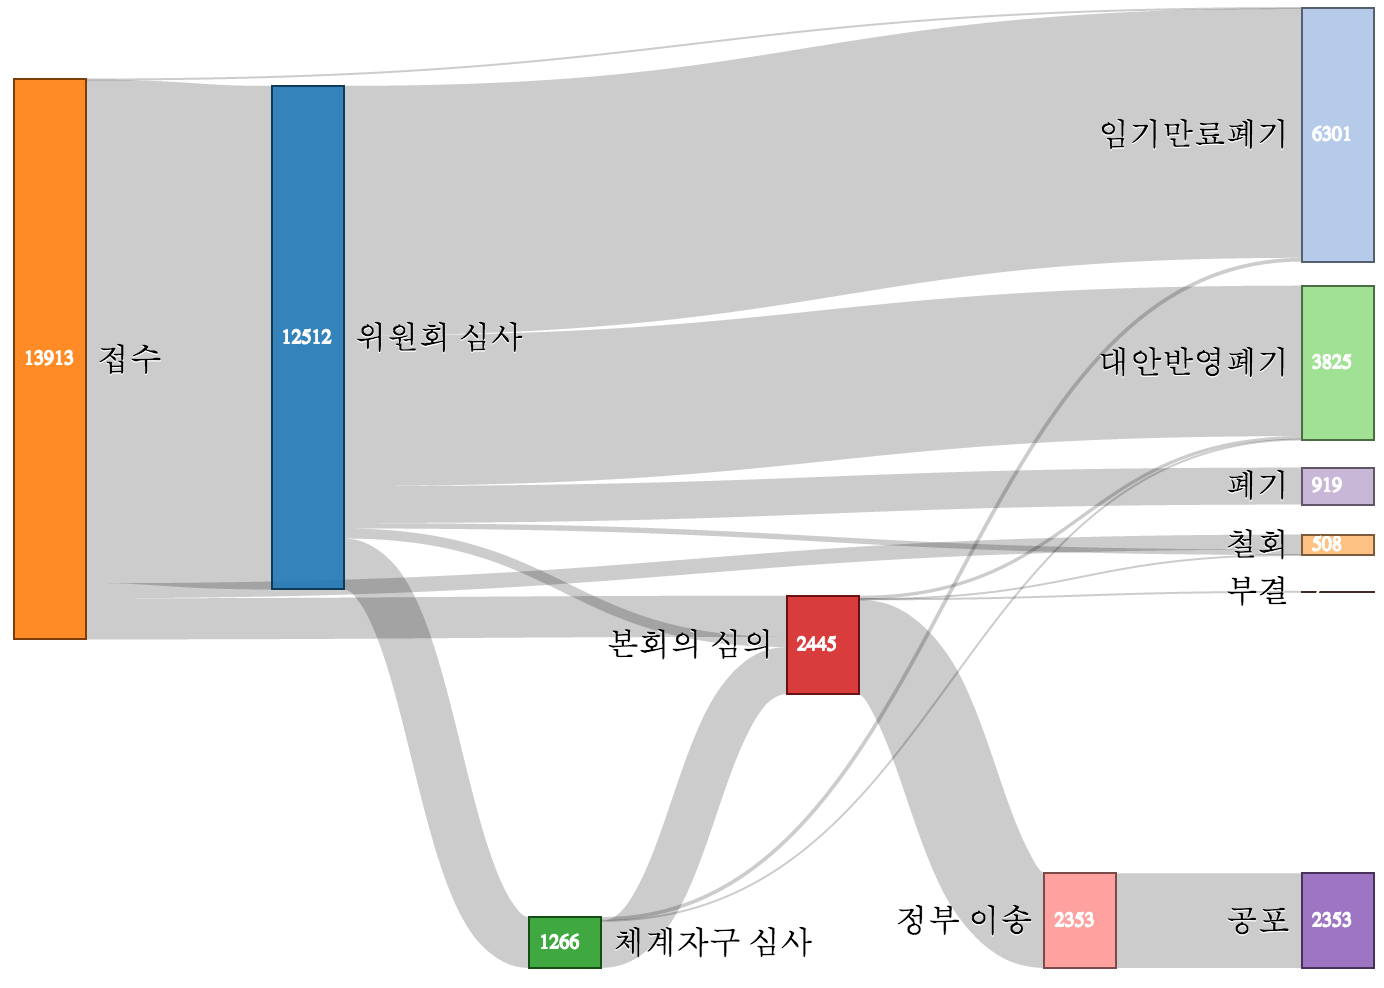 임기만료폐기 6301
13913 접수
12512 위원회 심사
대안반영폐기 3825
폐기 919
철회 508
부결
본회의 심의 2445
정부 이송 2353
공포 2353
1266 체계자구 심사